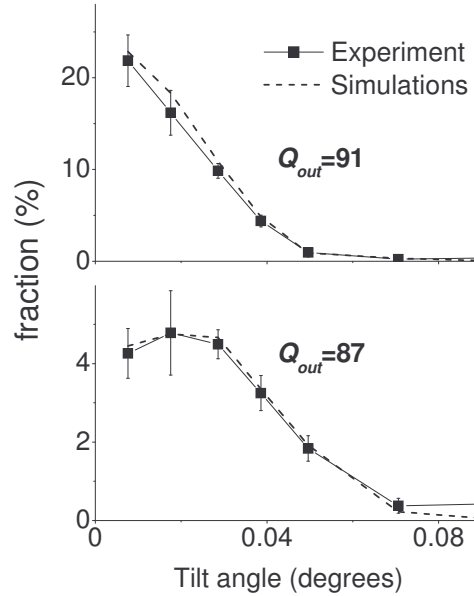 Experiment
Simulations
20
10
0
Q_out=91
fraction (%)
4
2
0
Q_out=87
0
0.04
0.08
Tilt angle (degrees)